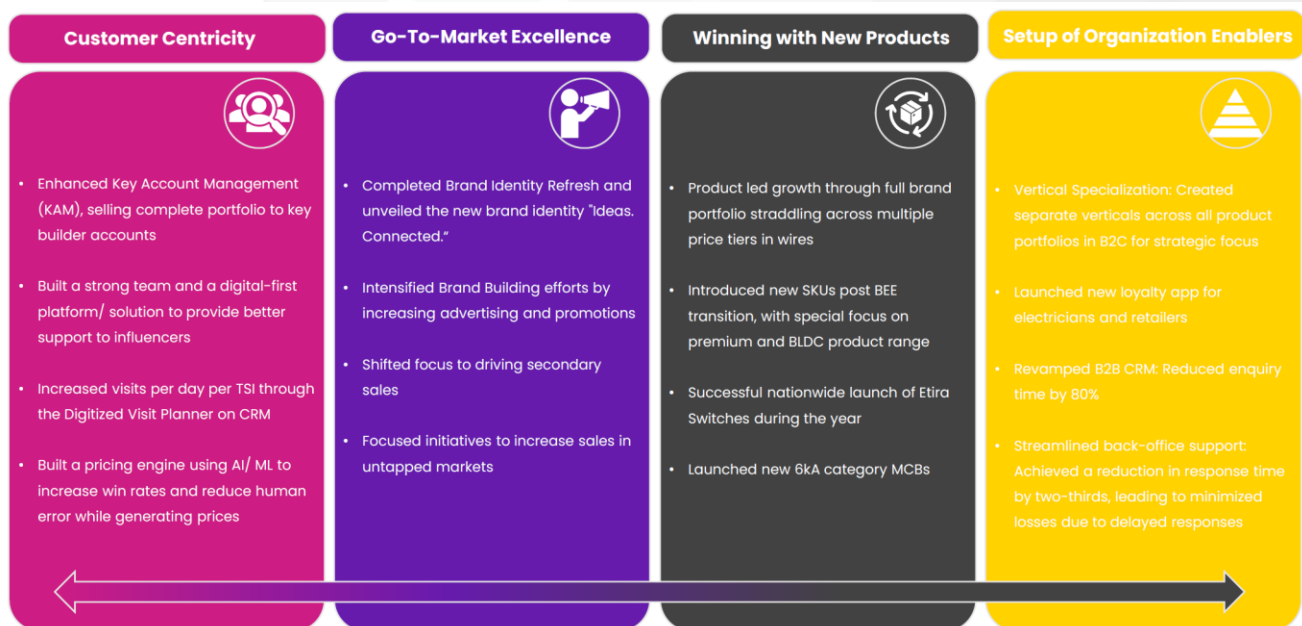 Customer Centricity
• Enhanced Key Account Management
(KAM), selling complete portfolio to key
builder accounts
• Built a strong team and a digital-first
platform/ solution to provide better
support to influencers
• Increased visits per day per TSI through
the Digitized Visit Planner on CRM
• Built a pricing engine using AI/ ML to
increase win rates and reduce human
error while generating prices
Go-To-Market Excellence
• Completed Brand Identity Refresh and
unveiled the new brand identity "Ideas.
Connected."
• Intensified Brand Building efforts by
increasing advertising and promotions
• Shifted focus to driving secondary
sales
• Focused initiatives to increase sales in
untapped markets
Winning with New Products
• Product led growth through full brand
portfolio straddling across multiple
price tiers in wires
• Introduced new SKUs post BEE
transition, with special focus on
premium and BLDC product range
• Successful nationwide launch of Etira
Switches during the year
• Launched new 6kA category MCBs
Setup of Organization Enablers
• Vertical Specialization: Created
separate verticals across all product
portfolios in B2C for strategic focus
• Launched new loyalty app for
electricians and retailers
• Revamped B2B CRM: Reduced enquiry
time by 80%
• Streamlined back-office support:
Achieved a reduction in response time
by two-thirds, leading to minimized
losses due to delayed responses